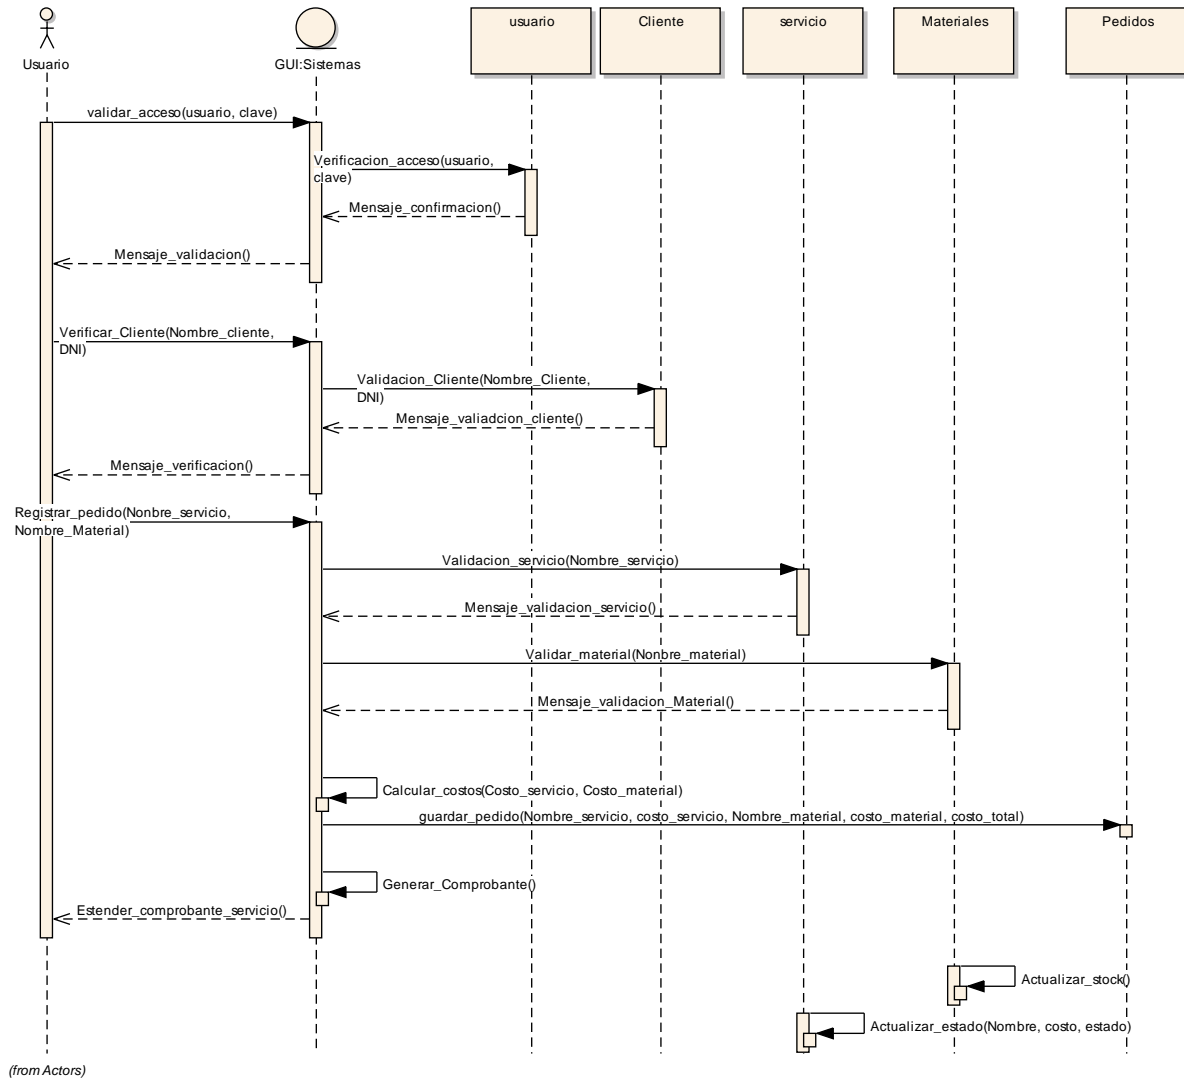 Usuario
GUI:Sistemas
usuario
Cliente
servicio
Materiales
Pedidos
validar_acceso(usuario, clave)
Verificacion_acceso(usuario,
clave)
Mensaje_confirmacion()
Mensaje_validacion()
Verificar_Cliente(Nombre_cliente,
DNI)
Validacion_Cliente(Nombre_Cliente,
DNI)
Mensaje_valiadcion_cliente()
Mensaje_verificacion()
Registrar_pedido(Nonbre_servicio,
Nombre_Material)
Validacion_servicio(Nombre_servicio)
Mensaje_validacion_servicio()
Validar_material(Nonbre_material)
Mensaje_validacion_Material()
Calcular_costos(Costo_servicio, Costo_material)
guardar_pedido(Nombre_servicio, costo_servicio, Nombre_material, costo_material, costo_total)
Generar_Comprobante()
Estender_comprobante_servicio()
Actualizar_stock()
Actualizar_estado(Nombre, costo, estado)
(from Actors)